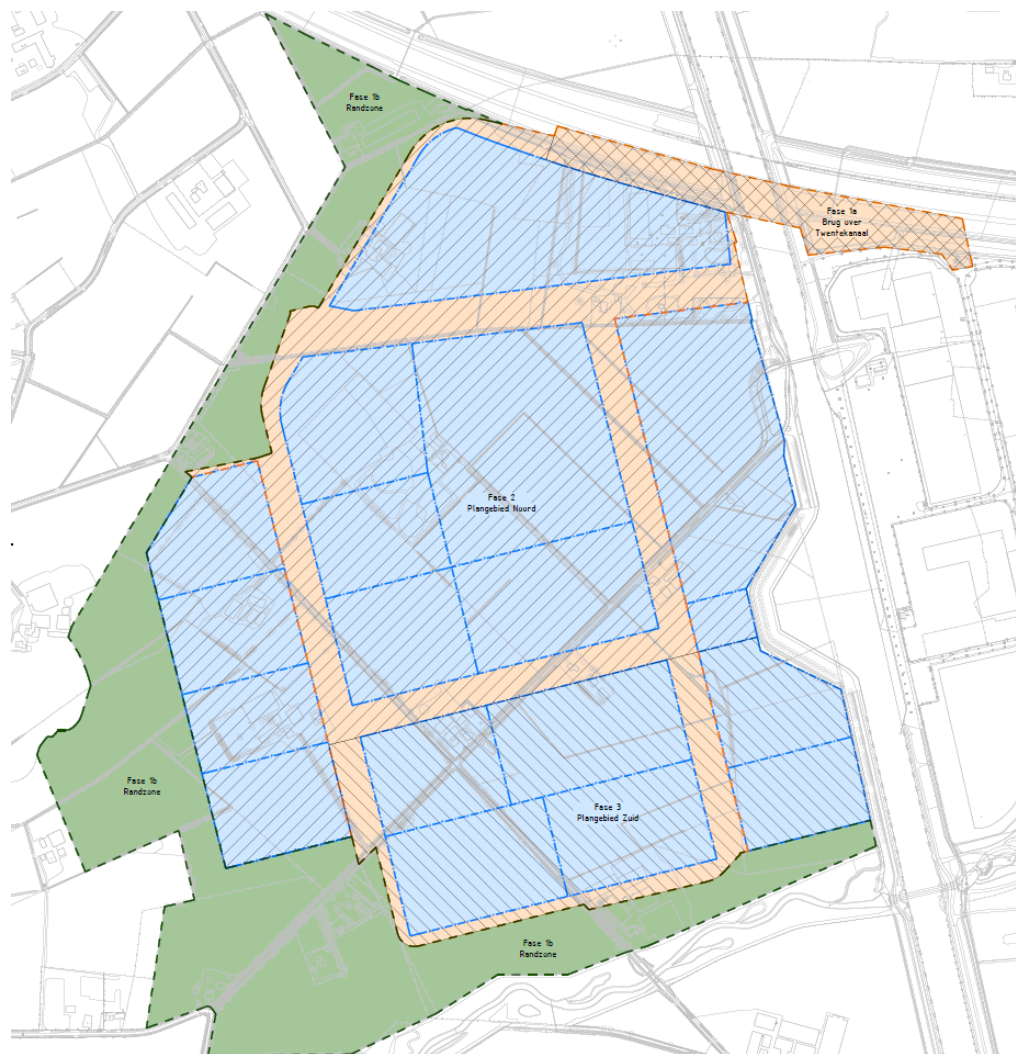 Fase 1b
Randzone
Fase 1a
Brug over
Twentekanaal
Fase 2
Plangebied Noord
Fase 1b
Randzone
Fase 3
Plangebied Zuid
Fase 1b
Randzone